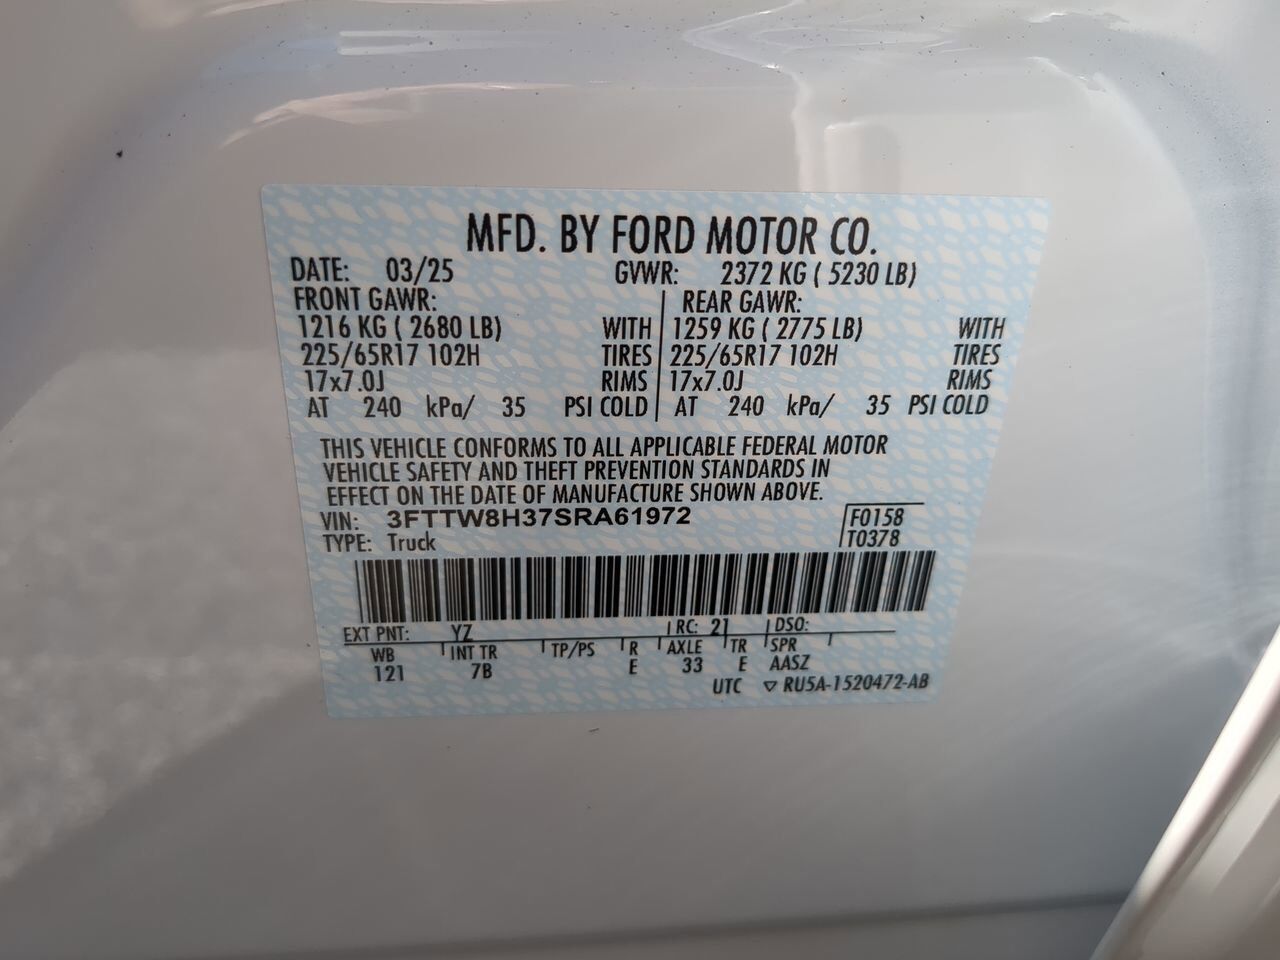 MFD. BY FORD MOTOR CO.
DATE: 03/25 GVWR: 2372 KG ( 5230 LB)
FRONT GAWR: REAR GAWR:
1216 KG ( 2680 LB) WITH 1259 KG ( 2775 LB) WITH
225/65R17 102H TIRES 225/65R17 102H TIRES
17x7.0J RIMS 17x7.0J RIMS
AT 240 kPa/ 35 PSI COLD AT 240 kPa/ 35 PSI COLD
THIS VEHICLE CONFORMS TO ALL APPLICABLE FEDERAL MOTOR
VEHICLE SAFETY AND THEFT PREVENTION STANDARDS IN
EFFECT ON THE DATE OF MANUFACTURE SHOWN ABOVE.
VIN: 3FTTW8H37SRA61972 F0158
TYPE: Truck T0378
EXT PNT: YZ RC: 21 DSO:
WB INT TR TP/PS R AXLE TR SPR
121 7B E 33 E AASZ
UTC ▽ RU5A-1520472-AB